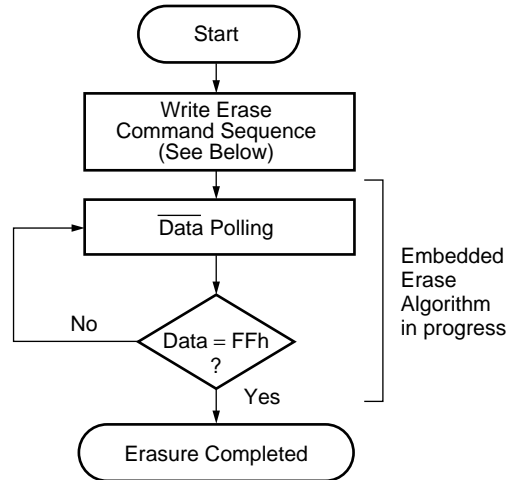 Start
Write Erase
Command Sequence
(See Below)
Data Polling
Embedded
Erase
Algorithm
in progress
No
Data = FFh
?
Yes
Erasure Completed